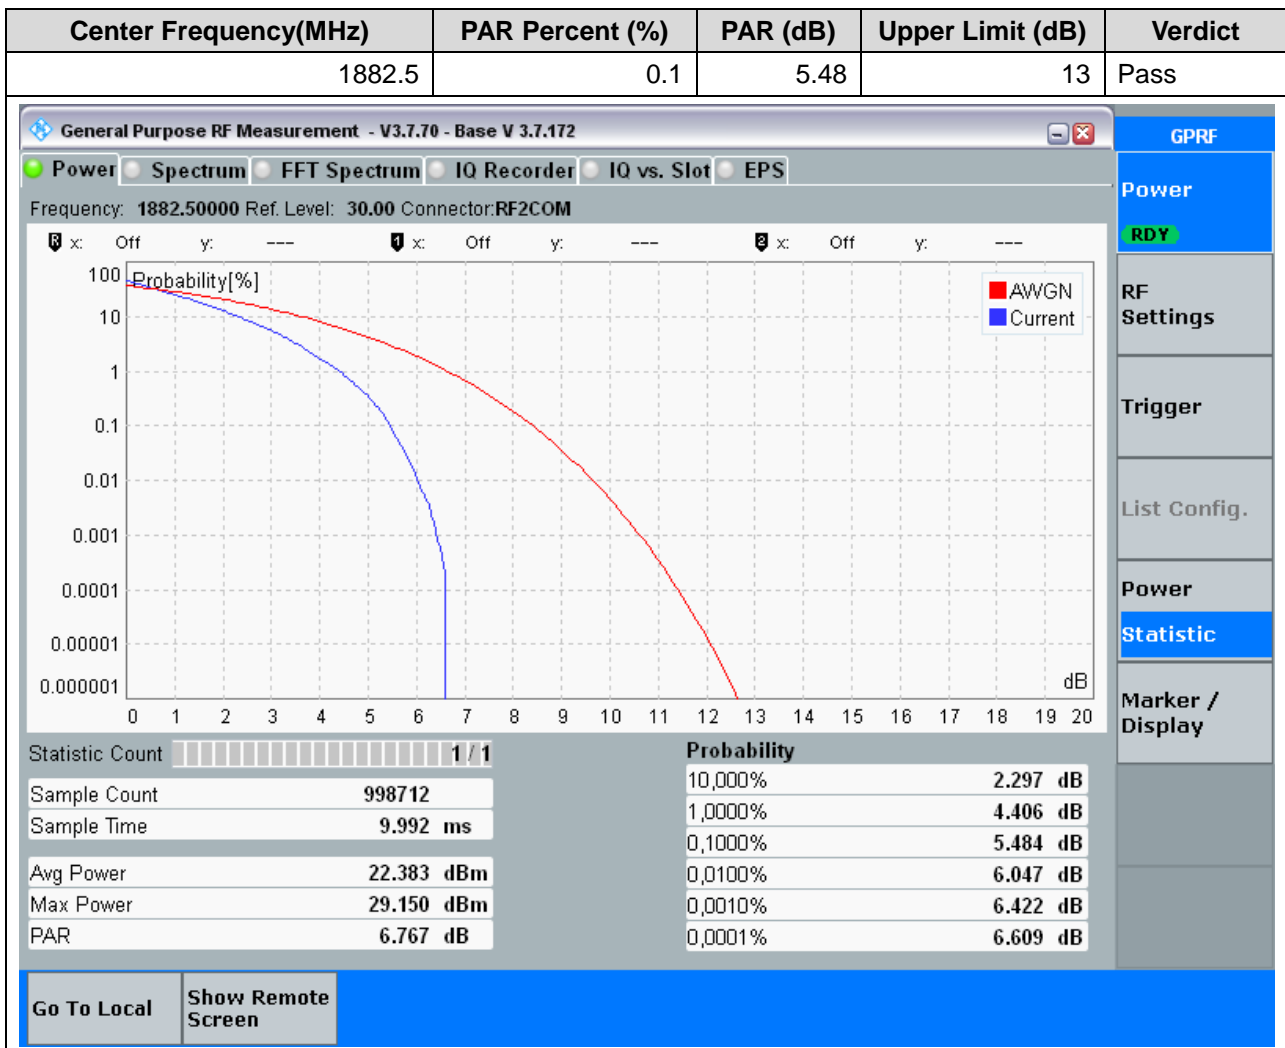 Center Frequency(MHz) PAR Percent (%) PAR (dB) Upper Limit (dB) Verdict
1882.5 0.1 5.48 13 Pass
General Purpose RF Measurement - V3.7.70 - Base V 3.7.172
GPRF
Power Spectrum FFT Spectrum IQ Recorder IQ vs. Slot EPS
Power
RDY
Frequency: 1882.50000 Ref. Level: 30.00 Connector:RF2COM
R x: Off y: --- 1 x: Off y: --- 2 x: Off y: ---
Probability[%]
AWGN
Current
100
10
1
0.1
0.01
0.001
0.0001
0.00001
0.000001
dB
0 1 2 3 4 5 6 7 8 9 10 11 12 13 14 15 16 17 18 19 20
RF
Settings
Trigger
List Config.
Power
Statistic
Marker /
Display
Statistic Count 1 / 1
Sample Count 998712
Sample Time 9.992 ms
Avg Power 22.383 dBm
Max Power 29.150 dBm
PAR 6.767 dB
Probability
10,000% 2.297 dB
1,0000% 4.406 dB
0,1000% 5.484 dB
0,0100% 6.047 dB
0,0010% 6.422 dB
0,0001% 6.609 dB
Go To Local
Show Remote
Screen